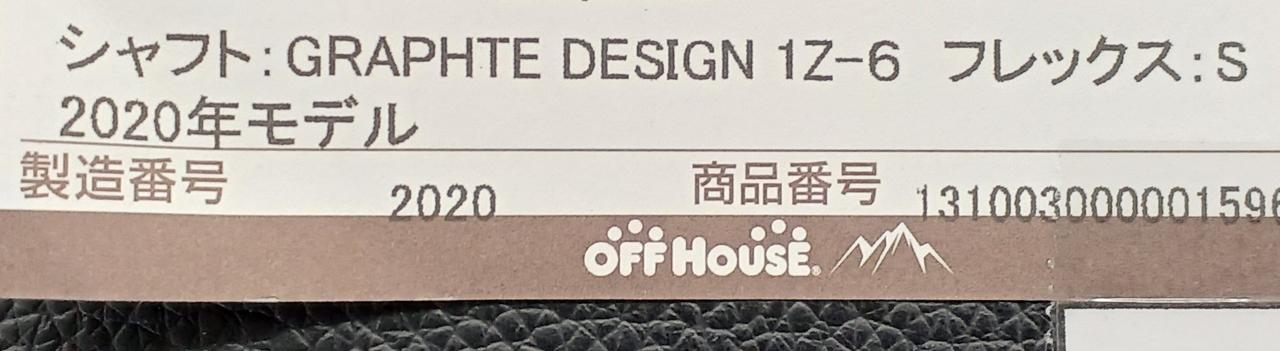 シャフト:GRAPHTE DESIGN 1Z-6 フレックス:S
2020年モデル
製造番号 2020 商品番号 131003000001596
OFF HOUSE